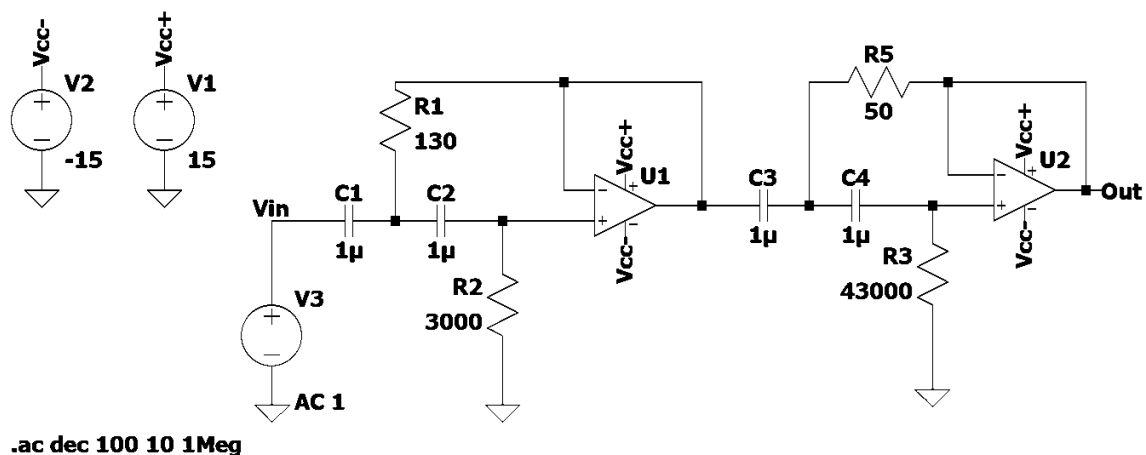 Vcc-
V2
-15
Vcc+
V1
15
R1
130
Vcc+
U1
Vcc-
Vin
C1
1µ
C2
1µ
R2
3000
V3
AC 1
C3
1µ
C4
1µ
R5
50
Vcc+
U2
Vcc-
Out
R3
43000
.ac dec 100 10 1Meg